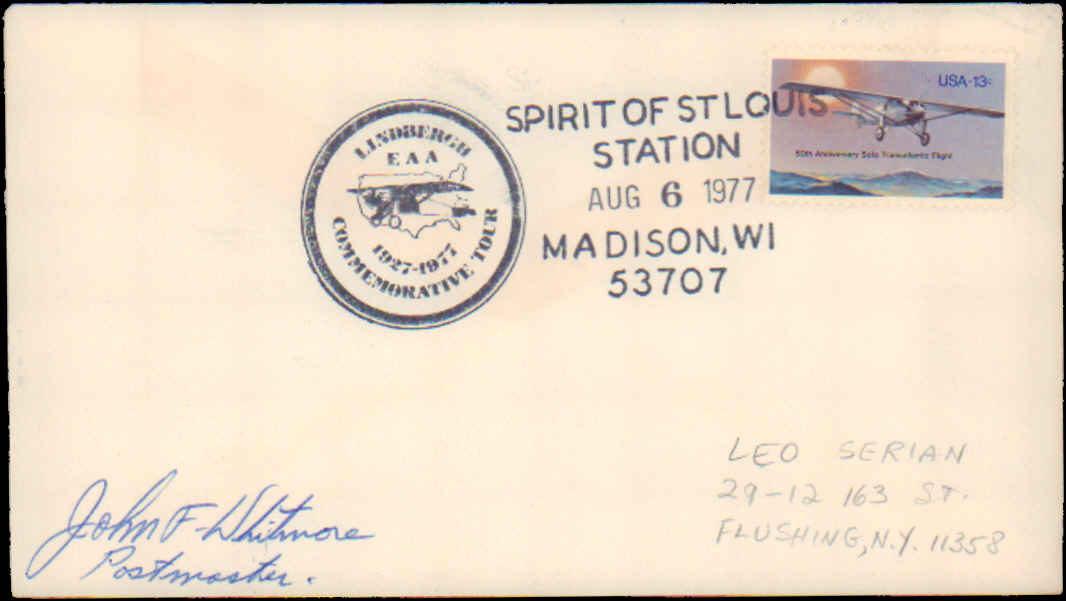 LINDBERGH
EAA
1927-1977
COMMEMORATIVE TOUR
SPIRIT OF ST LOUIS
STATION
AUG 6 1977
MADISON, WI
53707
USA·13c
50th Anniversary Solo Transatlantic Flight
LEO SERIAN
29-12 163 ST.
FLUSHING, N.Y. 11358
John F. Whitmore
Postmaster.